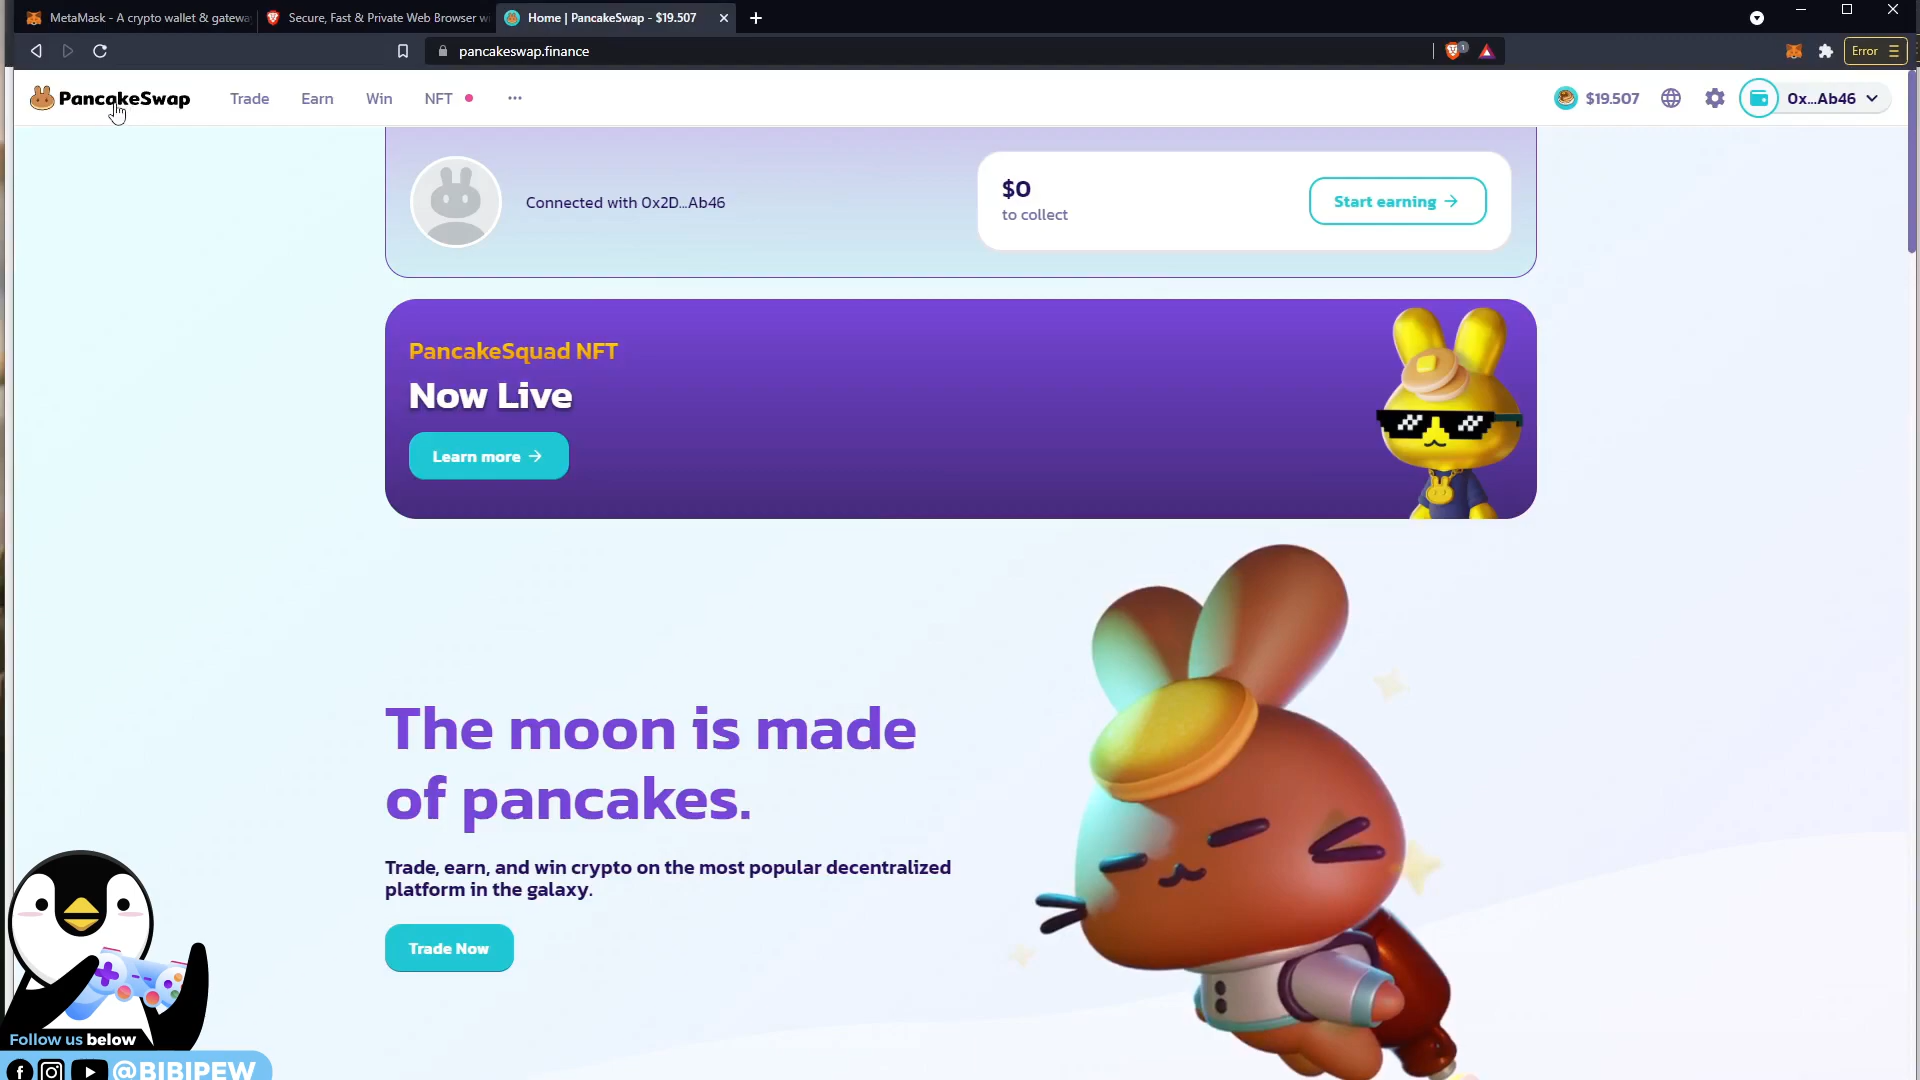 MetaMask - A crypto wallet & gatewa
Secure, Fast & Private Web Browser w
Home | PancakeSwap - $19.507
pancakeswap.finance
1
Error
PancakeSwap
Trade
Earn
Win
NFT
$19.507
0x...Ab46
Connected with 0x2D...Ab46
$0
to collect
Start earning
PancakeSquad NFT
Now Live
Learn more
The moon is made
of pancakes.
Trade, earn, and win crypto on the most popular decentralized
platform in the galaxy.
Trade Now
Follow us below
@BIBIPEW